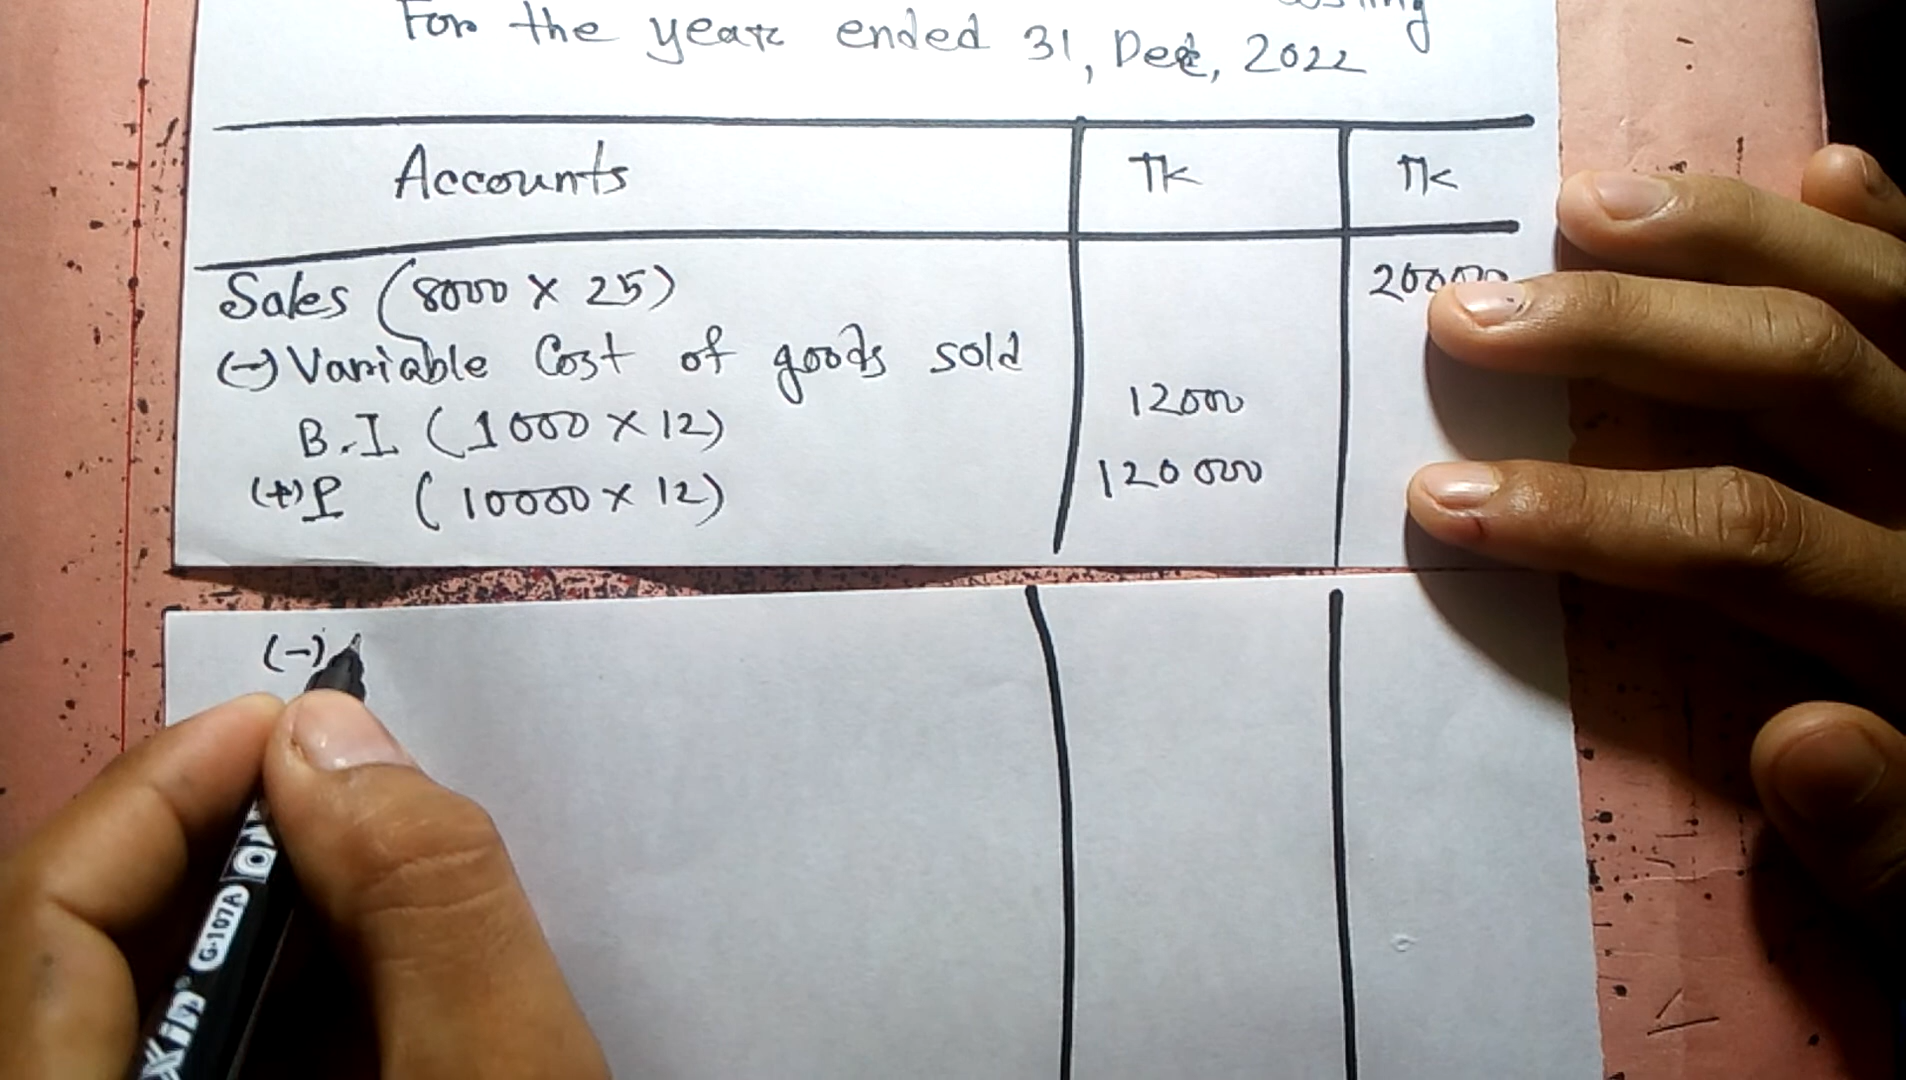 For the year ended 31, Dec, 2022
Accounts Tk Tk
Sales (8000 × 25)
(-) Variable Cost of goods sold
B.I (1000 × 12) 12000
(+) P (10000 × 12) 120000
(-)
G-107A